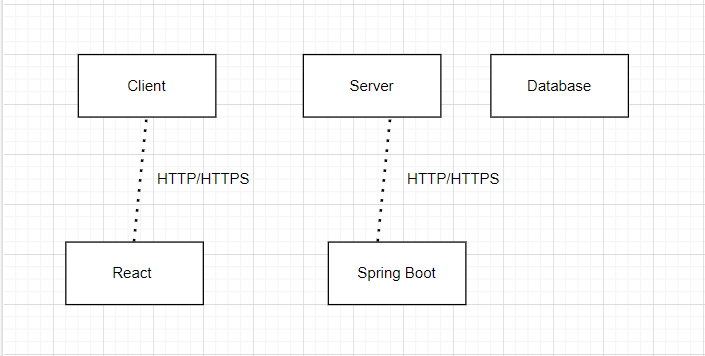 Client
Server
Database
HTTP/HTTPS
HTTP/HTTPS
React
Spring Boot